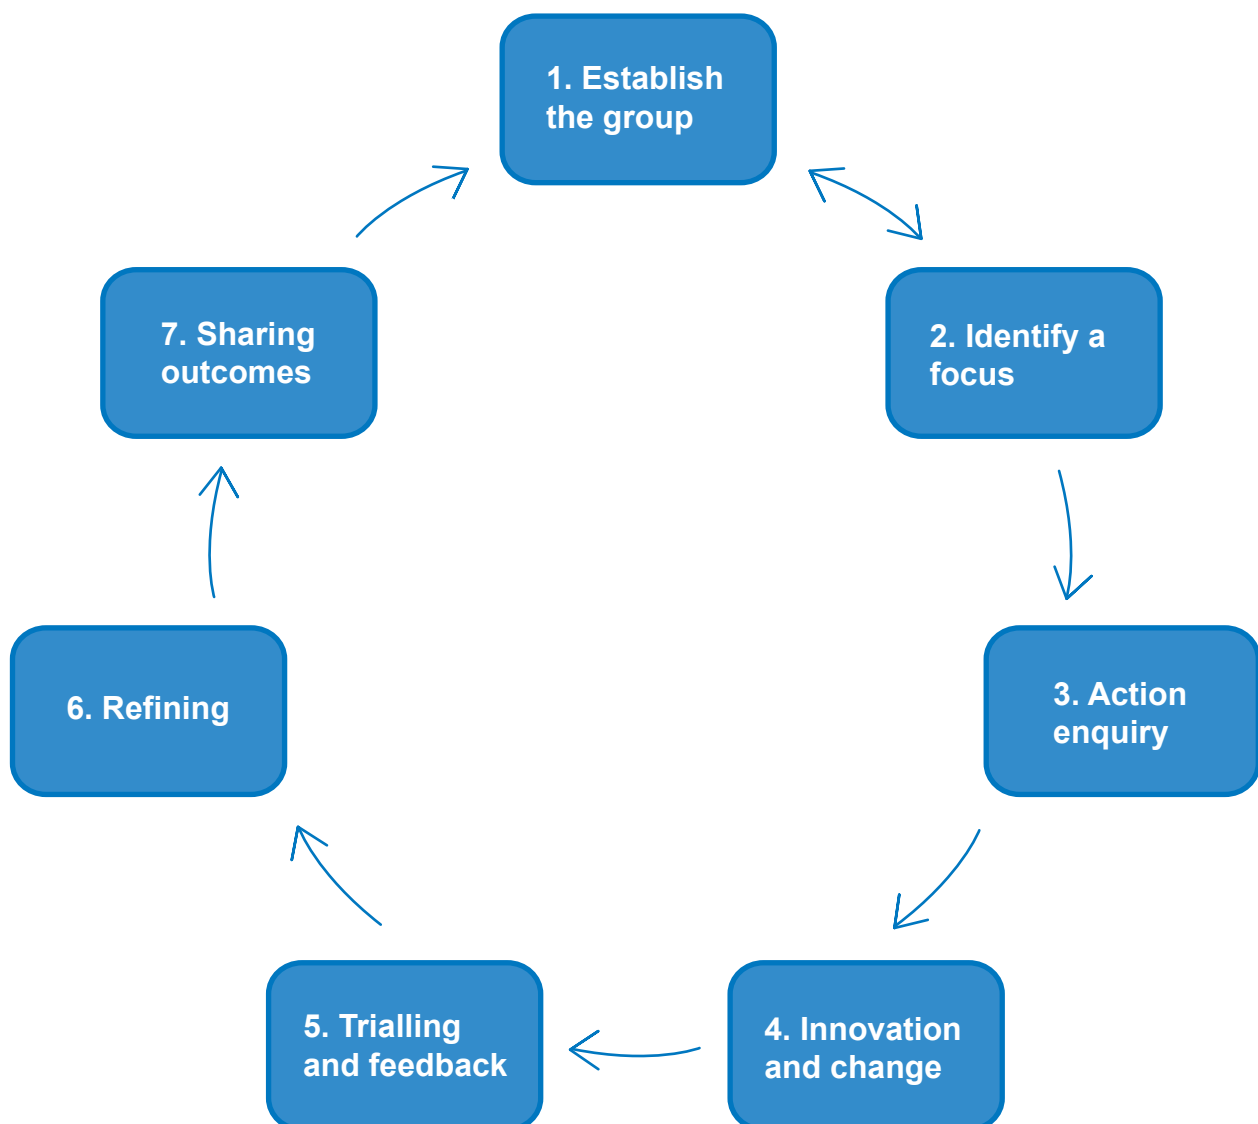 1. Establish
the group
2. Identify a
focus
3. Action
enquiry
4. Innovation
and change
5. Trialling
and feedback
6. Refining
7. Sharing
outcomes